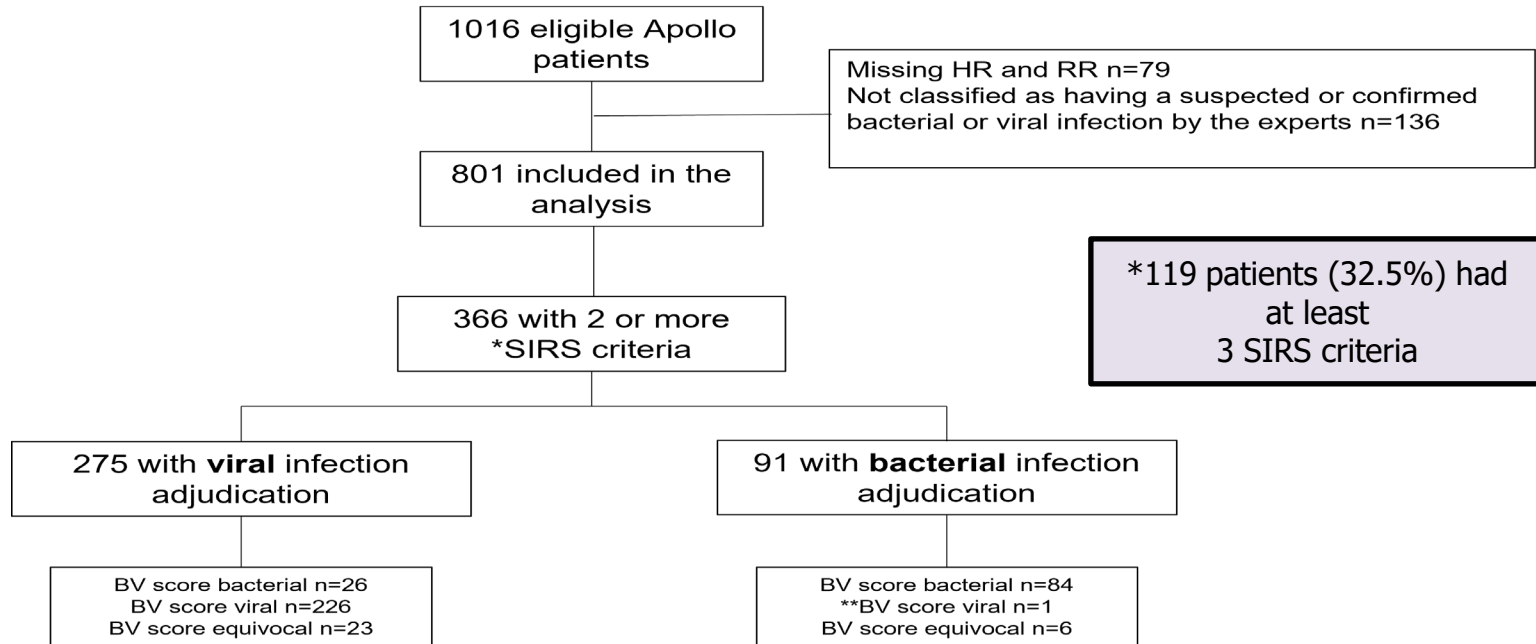 1016 eligible Apollo
patients
Missing HR and RR n=79
Not classified as having a suspected or confirmed
bacterial or viral infection by the experts n=136
801 included in the
analysis
*119 patients (32.5%) had
at least
3 SIRS criteria
366 with 2 or more
*SIRS criteria
275 with viral infection
adjudication
91 with bacterial infection
adjudication
BV score bacterial n=26
BV score viral n=226
BV score equivocal n=23
BV score bacterial n=84
**BV score viral n=1
BV score equivocal n=6